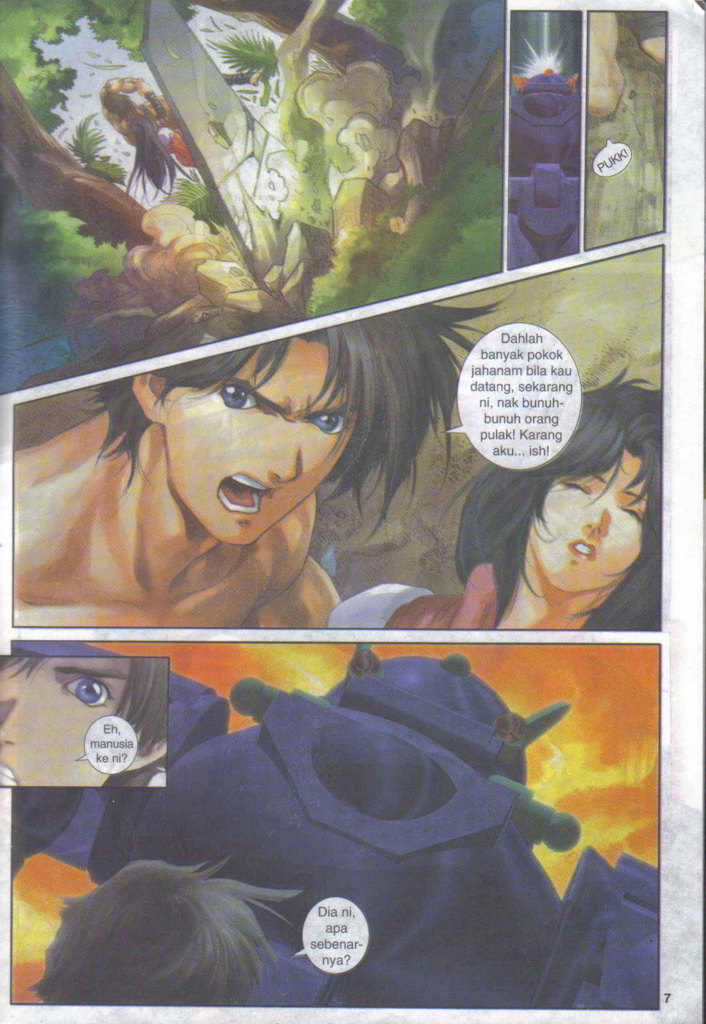 PUKK!
Dahlah
banyak pokok
jahanam bila kau
datang, sekarang
ni, nak bunuh-
bunuh orang
pulak! Karang
aku... ish!
Eh,
manusia
ke ni?
Dia ni,
apa
sebenar-
nya?
7